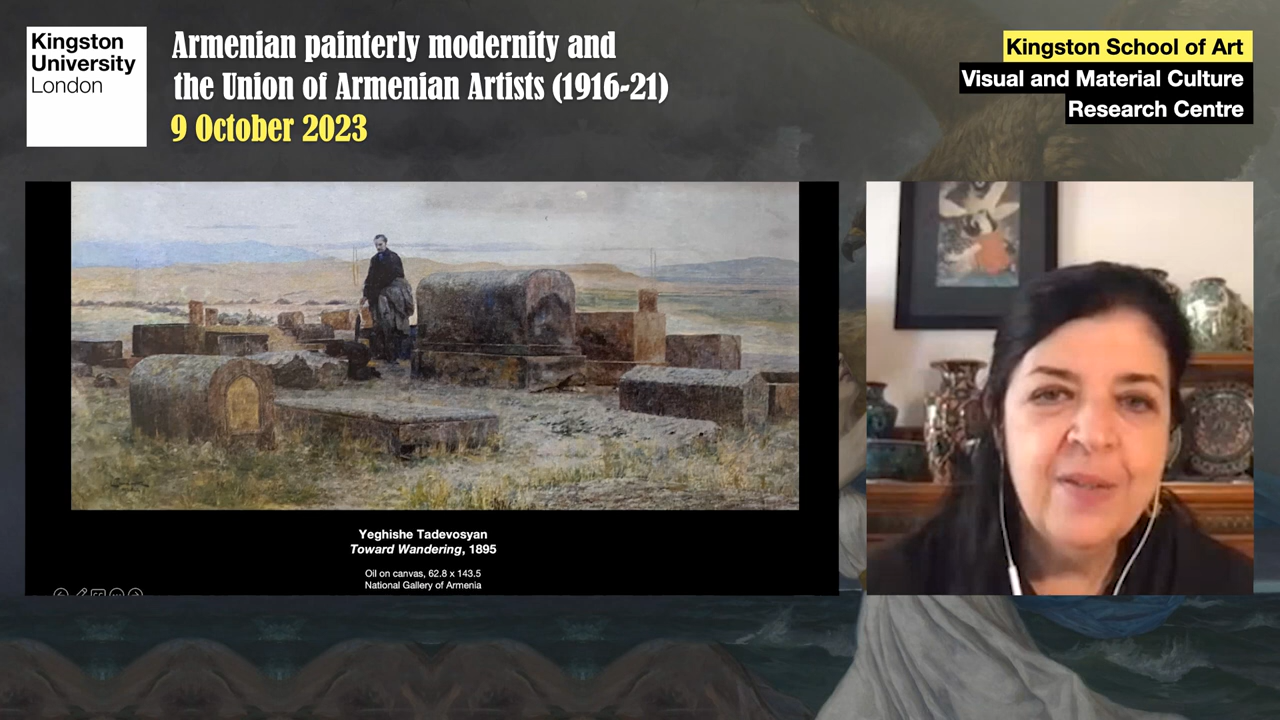 Kingston
University
London
Armenian painterly modernity and
the Union of Armenian Artists (1916-21)
9 October 2023
Kingston School of Art
Visual and Material Culture
Research Centre
Yeghishe Tadevosyan
Toward Wandering, 1895
Oil on canvas, 62.8 x 143.5
National Gallery of Armenia